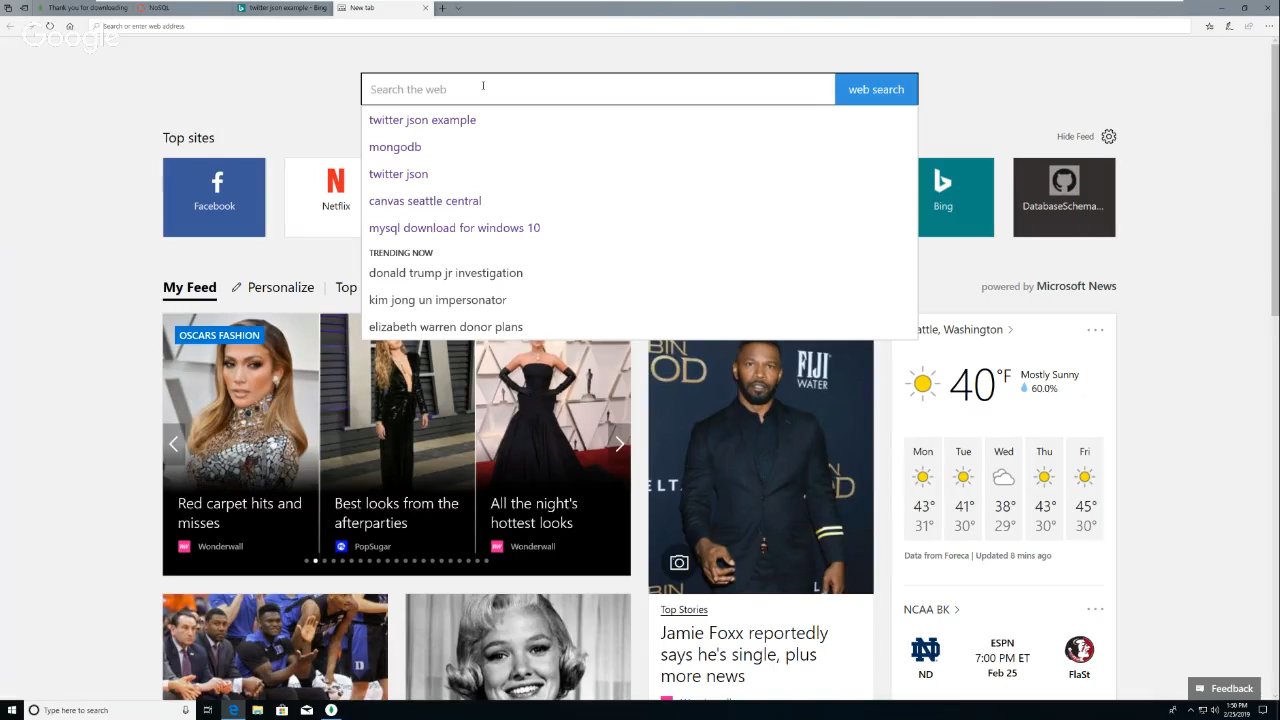 Thank you for downloading
NoSQL
twitter json example - Bing
New tab
Search or enter web address
Google
Search the web
web search
twitter json example
mongodb
twitter json
canvas seattle central
mysql download for windows 10
TRENDING NOW
donald trump jr investigation
kim jong un impersonator
elizabeth warren donor plans
Top sites
Hide Feed
Facebook
Netflix
Bing
DatabaseSchema...
My Feed
Personalize
Top
powered by Microsoft News
OSCARS FASHION
Red carpet hits and
misses
Wonderwall
Best looks from the
afterparties
PopSugar
All the night's
hottest looks
Wonderwall
BIN
OD
FIJI
WATER
ELT.
Top Stories
Jamie Foxx reportedly
says he's single, plus
more news
attle, Washington
40°F
Mostly Sunny
60.0%
Mon
Tue
Wed
Thu
Fri
43°
41°
38°
43°
45°
31°
30°
29°
30°
30°
Data from Foreca | Updated 8 mins ago
NCAA BK
ND
ESPN
7:00 PM ET
Feb 25
FlaSt
Feedback
Type here to search
1:50 PM
2/25/2019